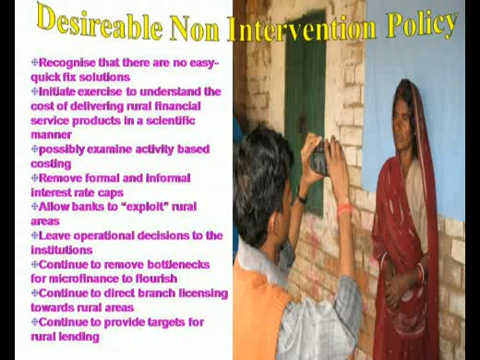 Desireable Non Intervention Policy
Recognise that there are no easy-
quick fix solutions
Initiate exercise to understand the
cost of delivering rural financial
service products in a scientific
manner
possibly examine activity based
costing
Remove formal and informal
interest rate caps
Allow banks to “exploit” rural
areas
Leave operational decisions to the
institutions
Continue to remove bottlenecks
for microfinance to flourish
Continue to direct branch licensing
towards rural areas
Continue to provide targets for
rural lending